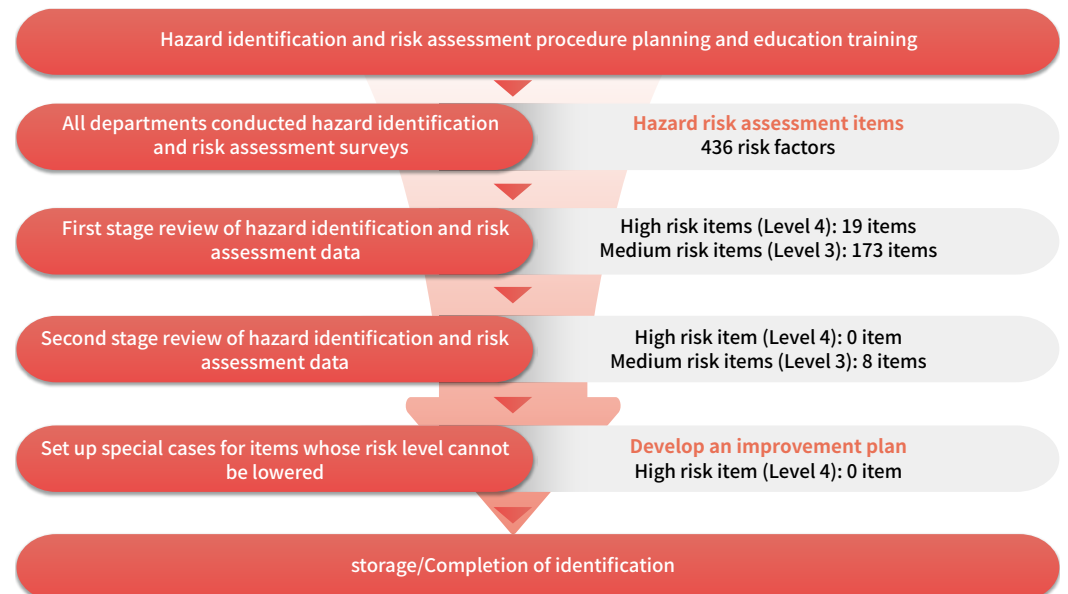 Hazard identification and risk assessment procedure planning and education training
All departments conducted hazard identification
and risk assessment surveys
Hazard risk assessment items
436 risk factors
First stage review of hazard identification and risk
assessment data
High risk items (Level 4): 19 items
Medium risk items (Level 3): 173 items
Second stage review of hazard identification and risk
assessment data
High risk item (Level 4): 0 item
Medium risk items (Level 3): 8 items
Set up special cases for items whose risk level cannot
be lowered
Develop an improvement plan
High risk item (Level 4): 0 item
storage/Completion of identification